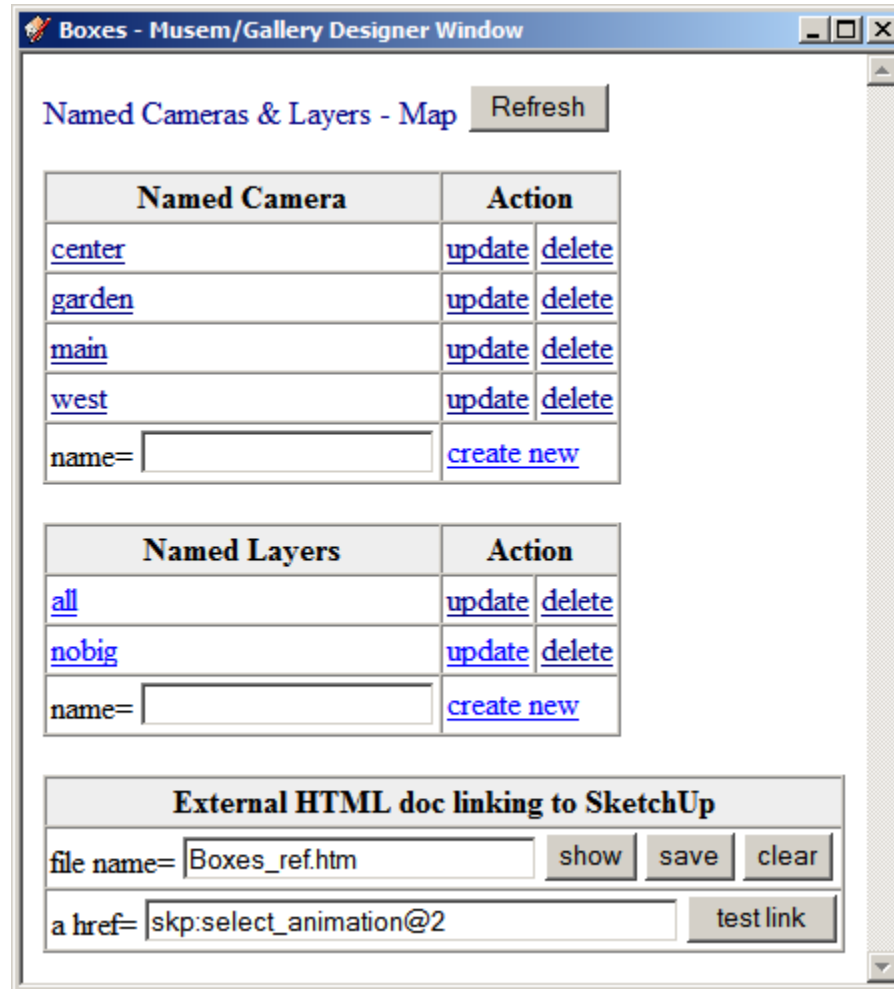 Boxes - Musem/Gallery Designer Window
Named Cameras & Layers - Map Refresh
Named Camera Action
center update delete
garden update delete
main update delete
west update delete
name= create new
Named Layers Action
all update delete
nobig update delete
name= create new
External HTML doc linking to SketchUp
file name= Boxes_ref.htm show save clear
a href= skp:select_animation@2 test link